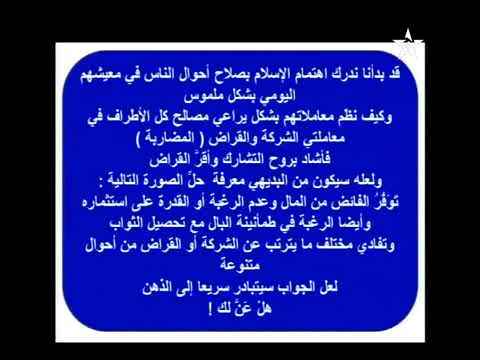 قد بدأنا ندرك اهتمام الإسلام بصلاح أحوال الناس في معيشهم
اليومي بشكل ملموس
وكيف نظم معاملاتهم بشكل يراعي مصالح كل الأطراف في
معاملتي الشركة والقراض ( المضاربة )
فأشاد بروح التشارك وأقرَّ القراض
ولعله سيكون من البديهي معرفة حلِّ الصورة التالية :
توَفُّرُ الفائض من المال وعدم الرغبة أو القدرة على استثماره
وأيضا الرغبة في طمأنينة البال مع تحصيل الثواب
وتفادي مختلف ما يترتب عن الشركة أو القراض من أحوال
متنوعة
لعل الجواب سيتبادر سريعا إلى الذهن
هلْ عَنَّ لك !